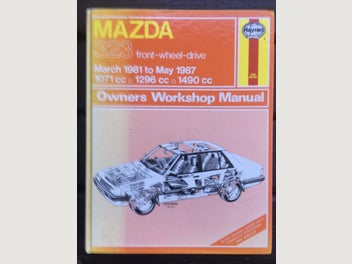 MAZDA
Haynes
323 front-wheel-drive
March 1981 to May 1987
1071 cc □ 1296 cc □ 1490 cc
Owners Workshop Manual